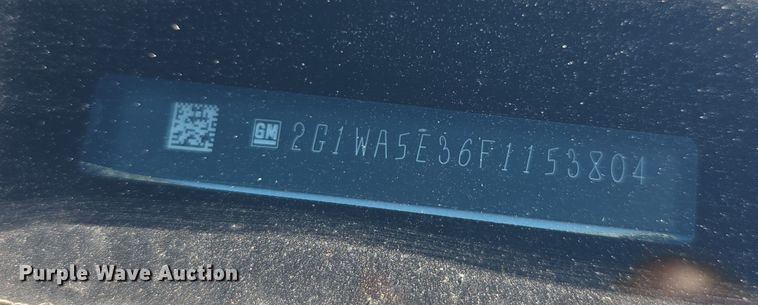 GM 2G1WA5E36F1153804
Purple Wave Auction